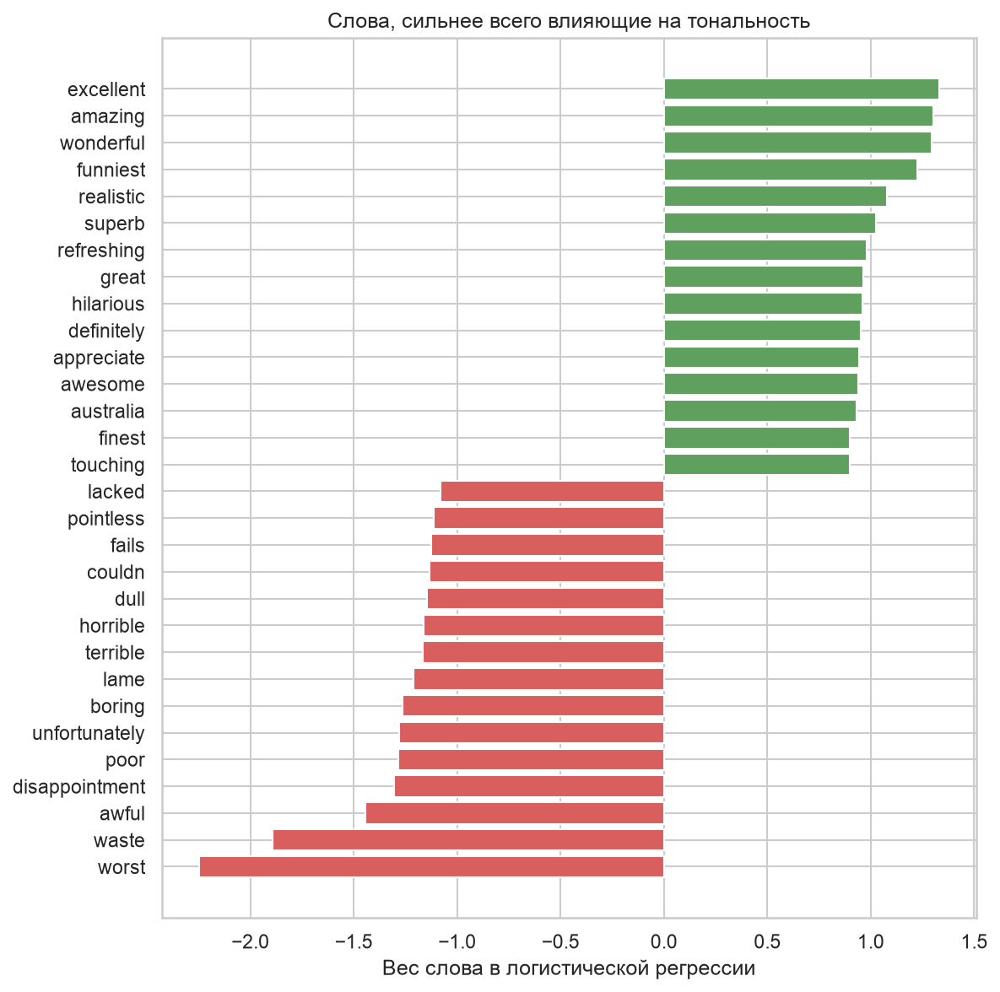 Слова, сильнее всего влияющие на тональность
excellent
amazing
wonderful
funniest
realistic
superb
refreshing
great
hilarious
definitely
appreciate
awesome
australia
finest
touching
lacked
pointless
fails
couldn
dull
horrible
terrible
lame
boring
unfortunately
poor
disappointment
awful
waste
worst
−2.0 −1.5 −1.0 −0.5 0.0 0.5 1.0 1.5
Вес слова в логистической регрессии